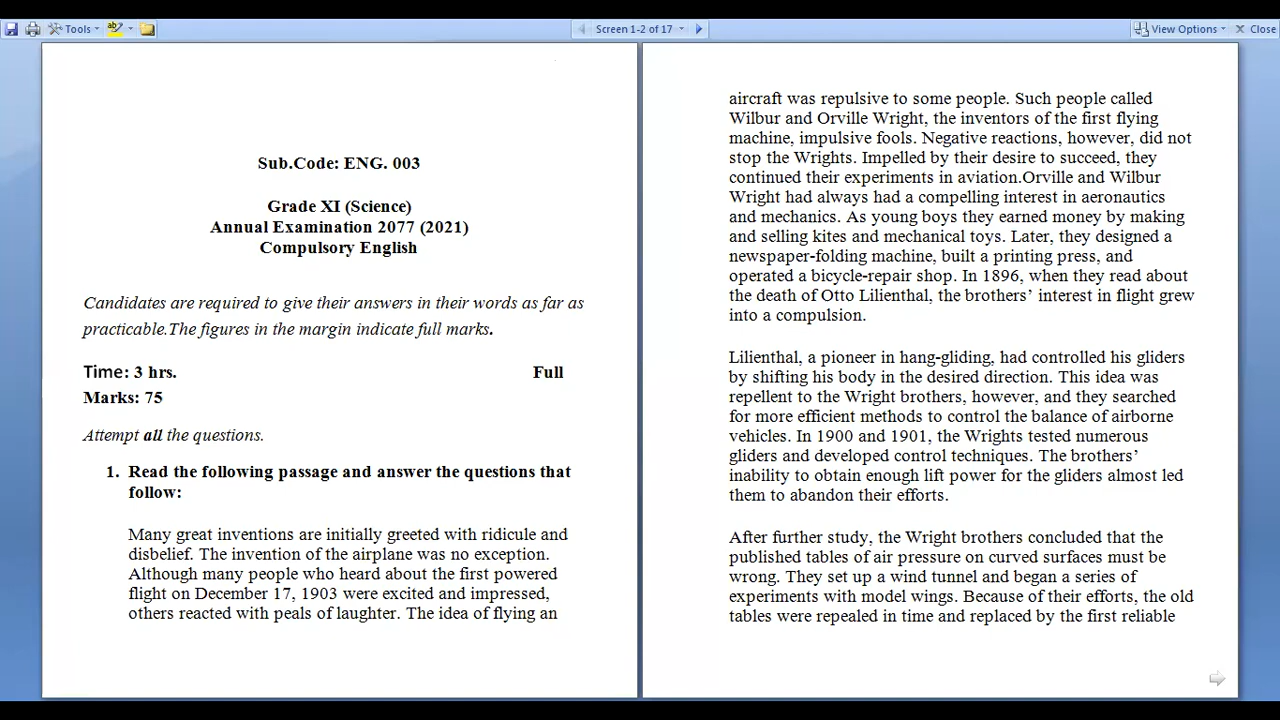 Tools
Screen 1-2 of 17
View Options
Close
Sub.Code: ENG. 003
Grade XI (Science)
Annual Examination 2077 (2021)
Compulsory English
Candidates are required to give their answers in their words as far as
practicable.The figures in the margin indicate full marks.
Time: 3 hrs. Full
Marks: 75
Attempt all the questions.
1. Read the following passage and answer the questions that
follow:
Many great inventions are initially greeted with ridicule and
disbelief. The invention of the airplane was no exception.
Although many people who heard about the first powered
flight on December 17, 1903 were excited and impressed,
others reacted with peals of laughter. The idea of flying an
aircraft was repulsive to some people. Such people called
Wilbur and Orville Wright, the inventors of the first flying
machine, impulsive fools. Negative reactions, however, did not
stop the Wrights. Impelled by their desire to succeed, they
continued their experiments in aviation.Orville and Wilbur
Wright had always had a compelling interest in aeronautics
and mechanics. As young boys they earned money by making
and selling kites and mechanical toys. Later, they designed a
newspaper-folding machine, built a printing press, and
operated a bicycle-repair shop. In 1896, when they read about
the death of Otto Lilienthal, the brothers’ interest in flight grew
into a compulsion.
Lilienthal, a pioneer in hang-gliding, had controlled his gliders
by shifting his body in the desired direction. This idea was
repellent to the Wright brothers, however, and they searched
for more efficient methods to control the balance of airborne
vehicles. In 1900 and 1901, the Wrights tested numerous
gliders and developed control techniques. The brothers’
inability to obtain enough lift power for the gliders almost led
them to abandon their efforts.
After further study, the Wright brothers concluded that the
published tables of air pressure on curved surfaces must be
wrong. They set up a wind tunnel and began a series of
experiments with model wings. Because of their efforts, the old
tables were repealed in time and replaced by the first reliable